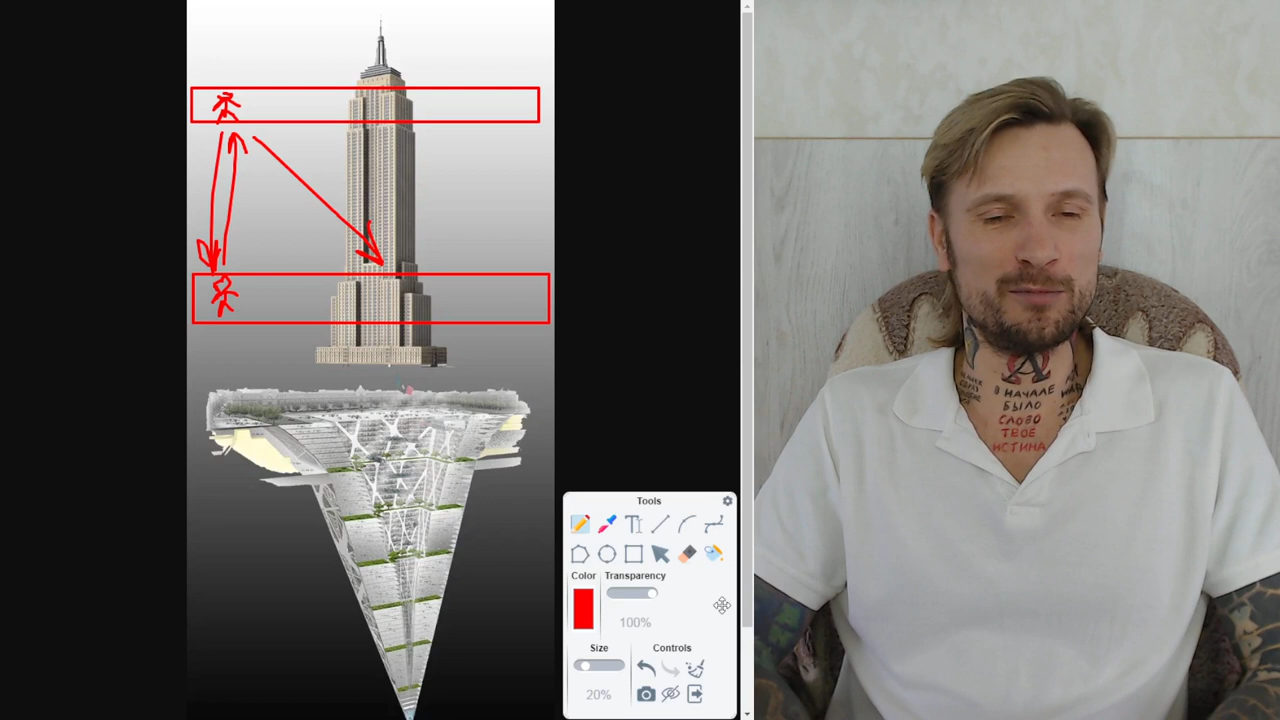 Tools
Color
Transparency
100%
Size
Controls
20%
В НАЧАЛЕ
БЫЛО
СЛОВО
ТВОЕ
ИСТИНА